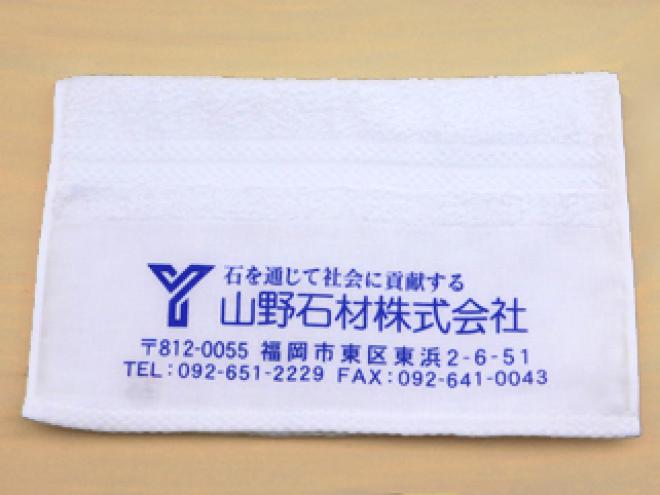 石を通じて社会に貢献する
山野石材株式会社
〒812-0055 福岡市東区東浜2-6-51
TEL:092-651-2229 FAX:092-641-0043